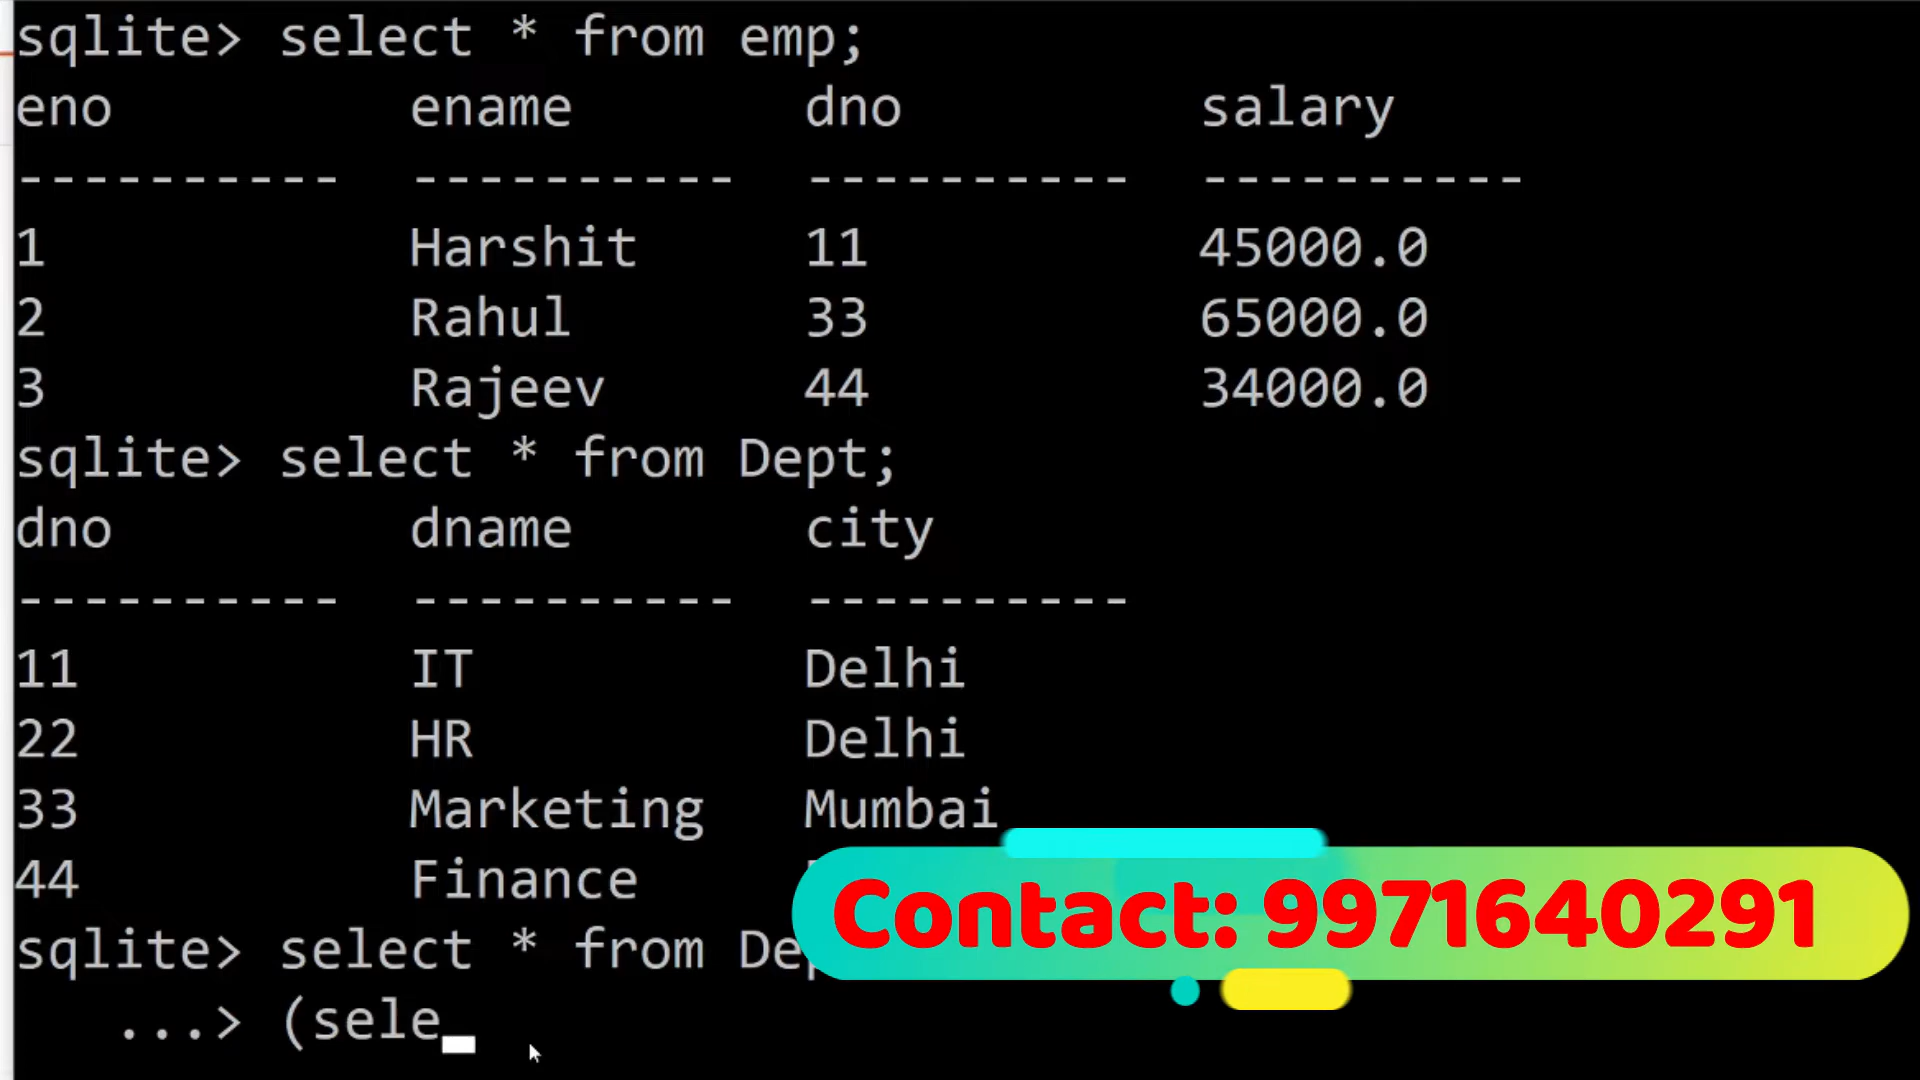 sqlite> select * from emp;
eno ename dno salary
---------- ---------- ---------- ----------
1 Harshit 11 45000.0
2 Rahul 33 65000.0
3 Rajeev 44 34000.0
sqlite> select * from Dept;
dno dname city
---------- ---------- ----------
11 IT Delhi
22 HR Delhi
33 Marketing Mumbai
44 Finance
Contact: 9971640291
sqlite> select * from
...> (sele